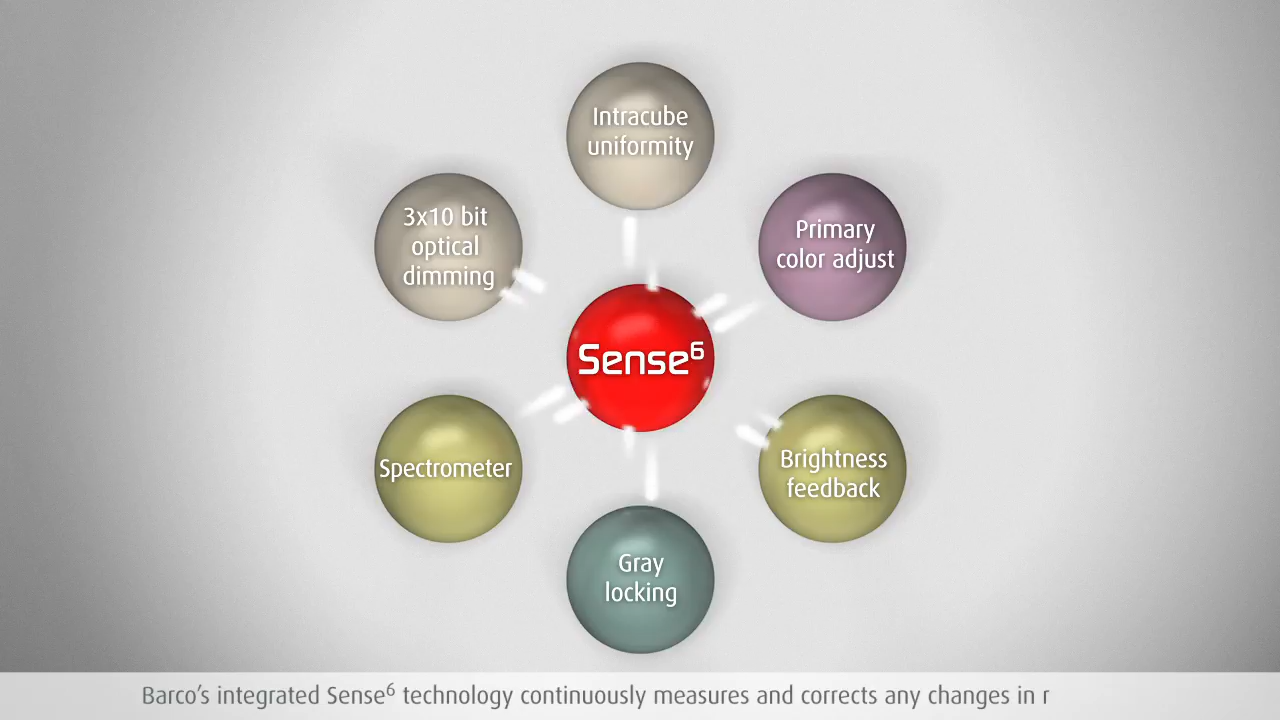 Intracube
uniformity
3x10 bit
optical
dimming
Primary
color adjust
Sense⁶
Spectrometer
Brightness
feedback
Gray
locking
Barco’s integrated Sense⁶ technology continuously measures and corrects any changes in r